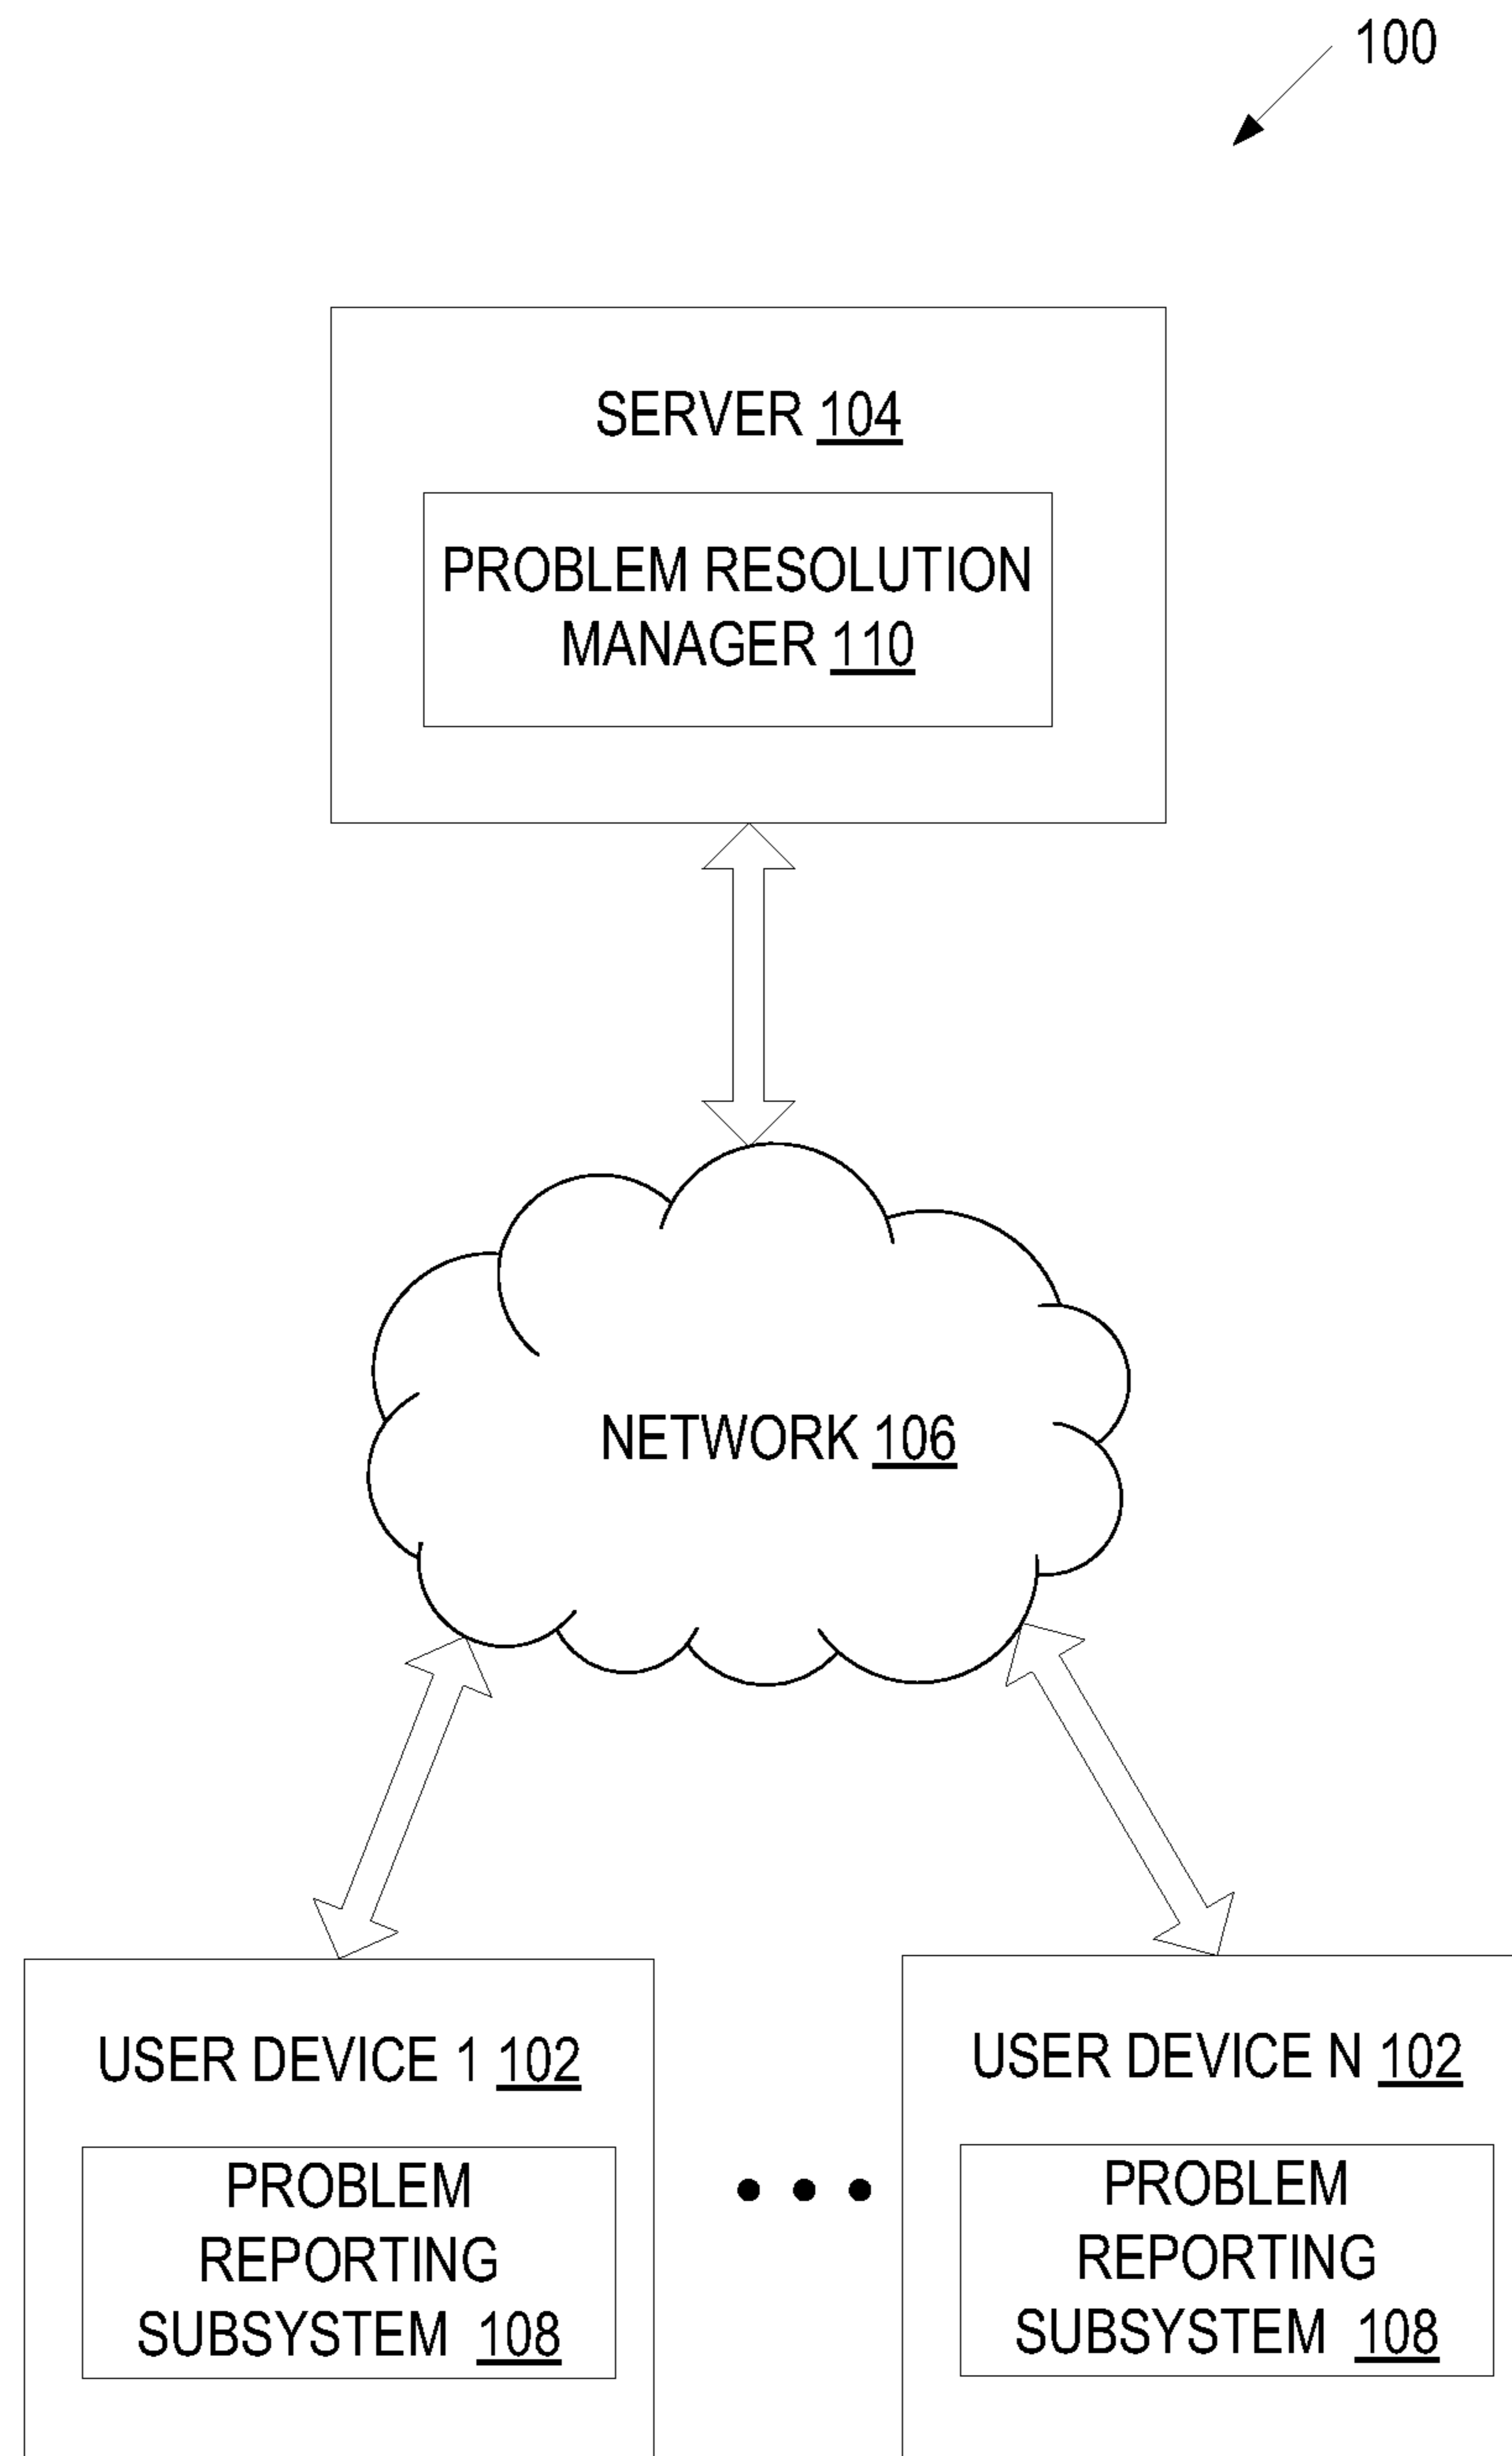 100
SERVER 104
PROBLEM RESOLUTION
MANAGER 110
NETWORK 106
USER DEVICE 1 102
PROBLEM
REPORTING
SUBSYSTEM 108
USER DEVICE N 102
PROBLEM
REPORTING
SUBSYSTEM 108